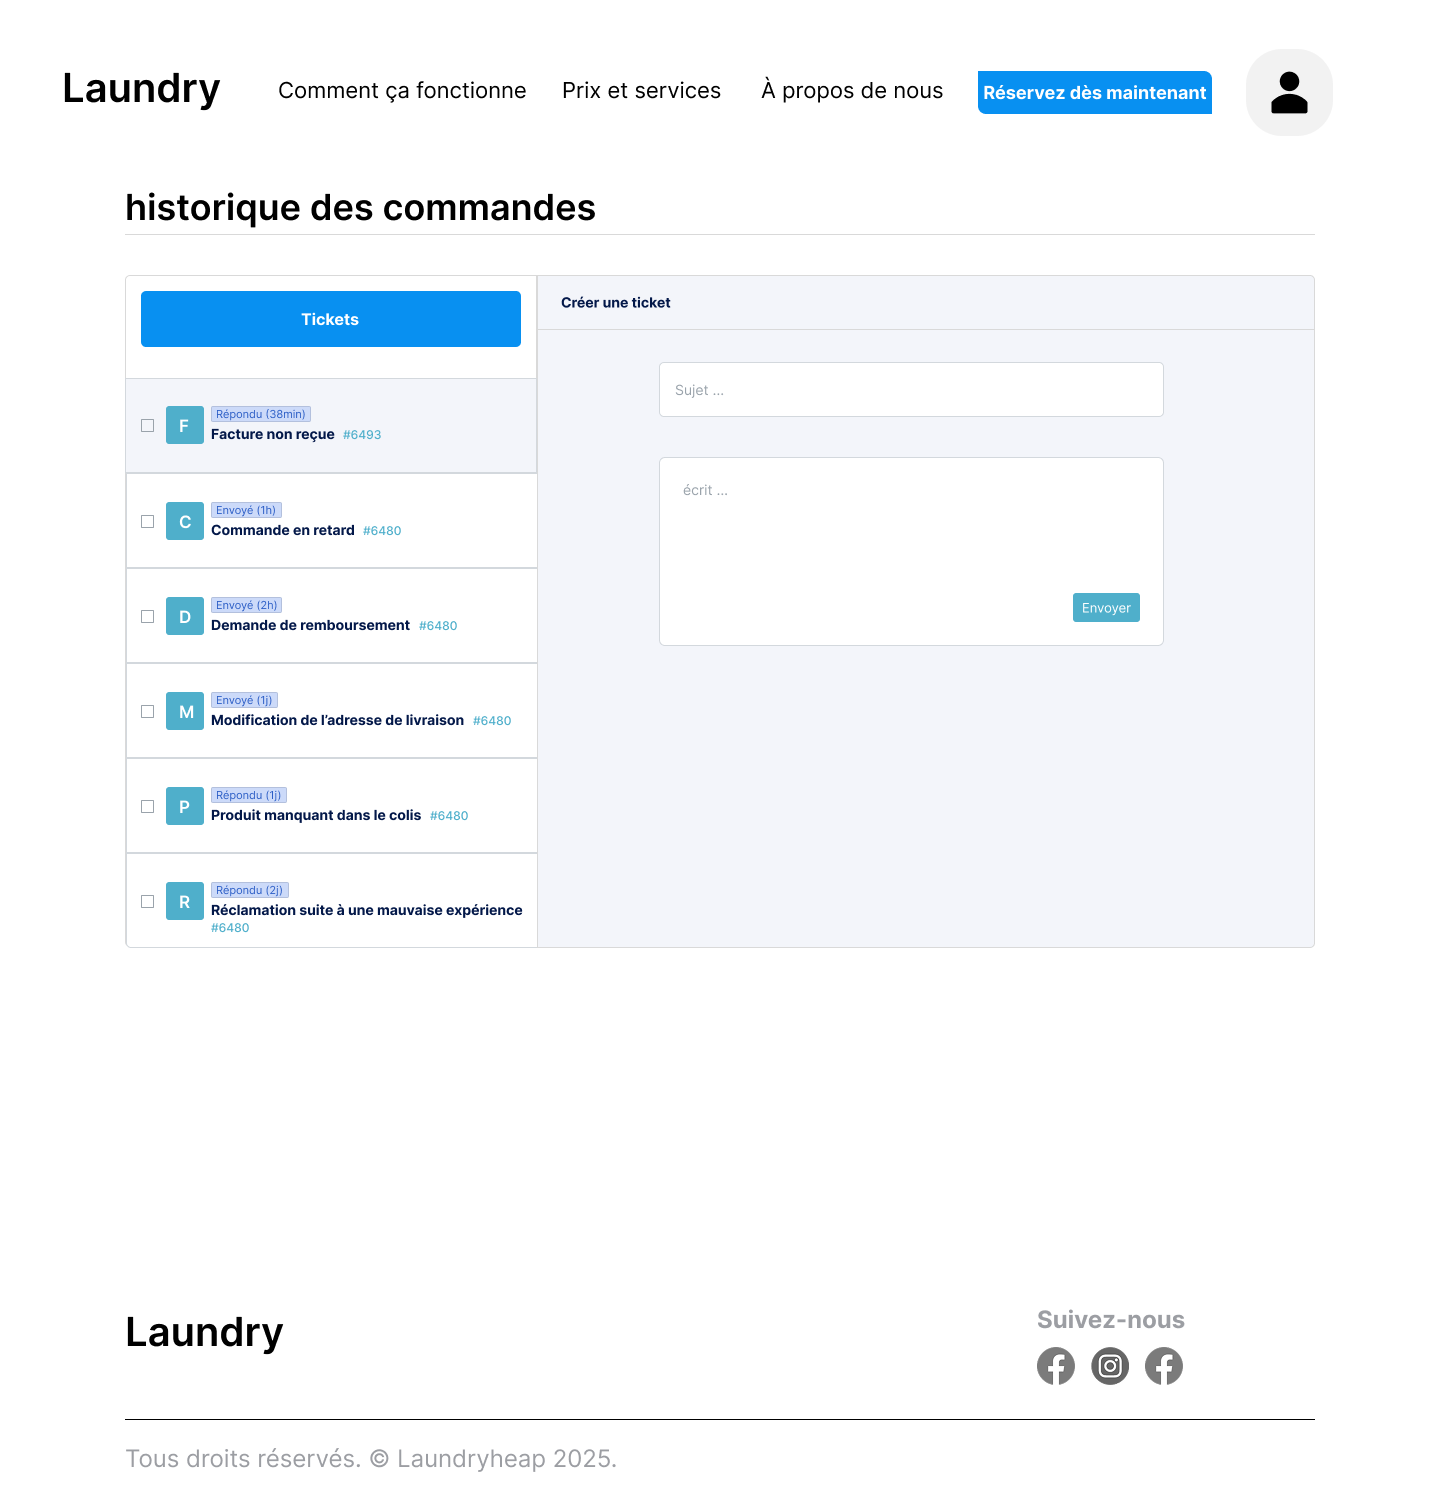 Laundry
Comment ça fonctionne
Prix et services
À propos de nous
Réservez dès maintenant
historique des commandes
Tickets
Répondu (38min)
F
Facture non reçue #6493
Envoyé (1h)
C
Commande en retard #6480
Envoyé (2h)
D
Demande de remboursement #6480
Envoyé (1j)
M
Modification de l’adresse de livraison #6480
Répondu (1j)
P
Produit manquant dans le colis #6480
Répondu (2j)
R
Réclamation suite à une mauvaise expérience
#6480
Créer une ticket
Sujet ...
écrit ...
Envoyer
Laundry
Suivez-nous
Tous droits réservés. © Laundryheap 2025.